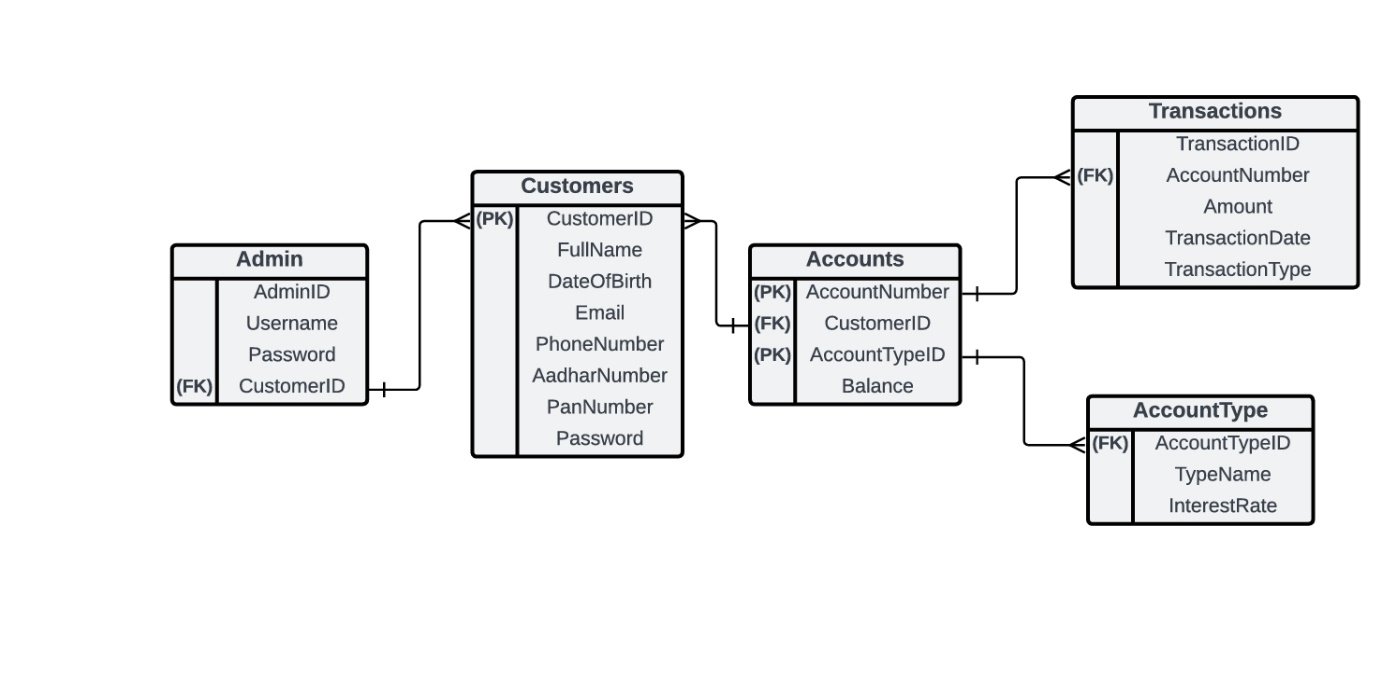 Admin
AdminID
Username
Password
(FK) CustomerID
Customers
(PK) CustomerID
FullName
DateOfBirth
Email
PhoneNumber
AadharNumber
PanNumber
Password
Accounts
(PK) AccountNumber
(FK) CustomerID
(PK) AccountTypeID
Balance
Transactions
TransactionID
(FK) AccountNumber
Amount
TransactionDate
TransactionType
AccountType
(FK) AccountTypeID
TypeName
InterestRate